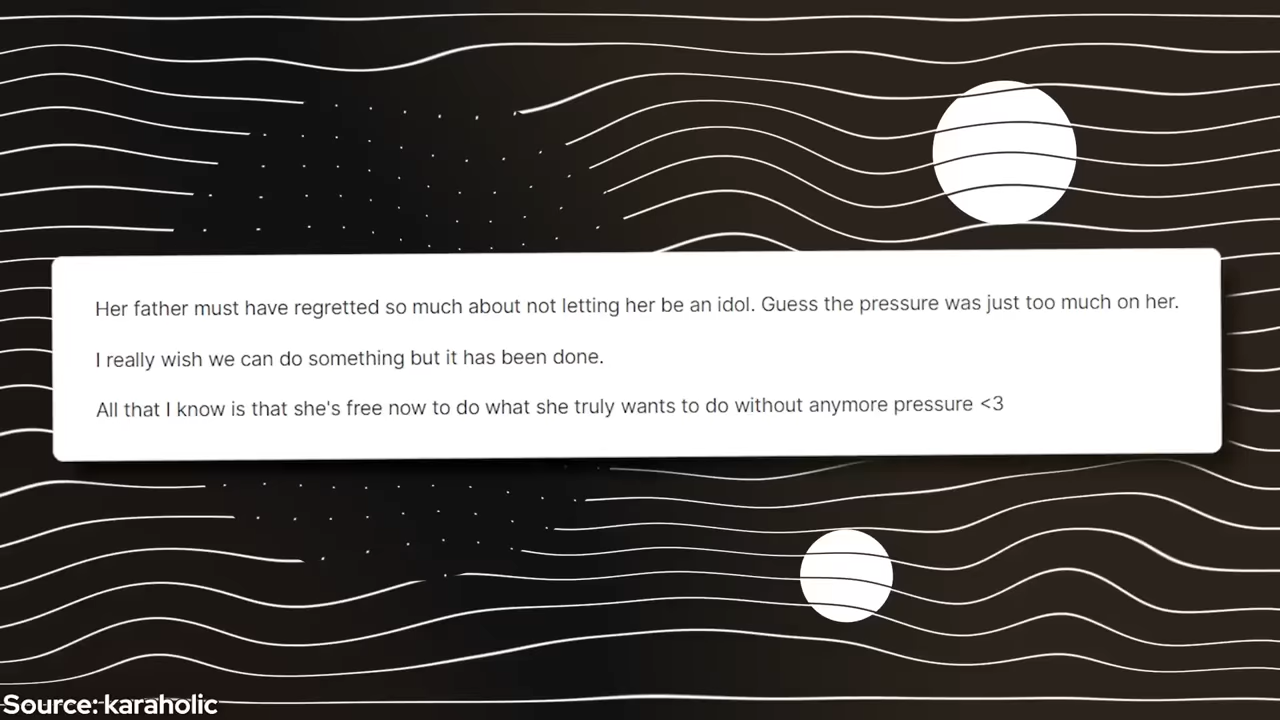 Her father must have regretted so much about not letting her be an idol. Guess the pressure was just too much on her.
I really wish we can do something but it has been done.
All that I know is that she's free now to do what she truly wants to do without anymore pressure <3
Source: karaholic